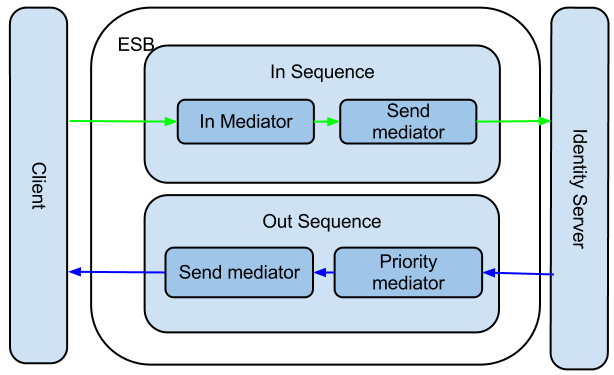 ESB
In Sequence
In Mediator
Send
mediator
Client
Identity Server
Out Sequence
Send mediator
Priority
mediator